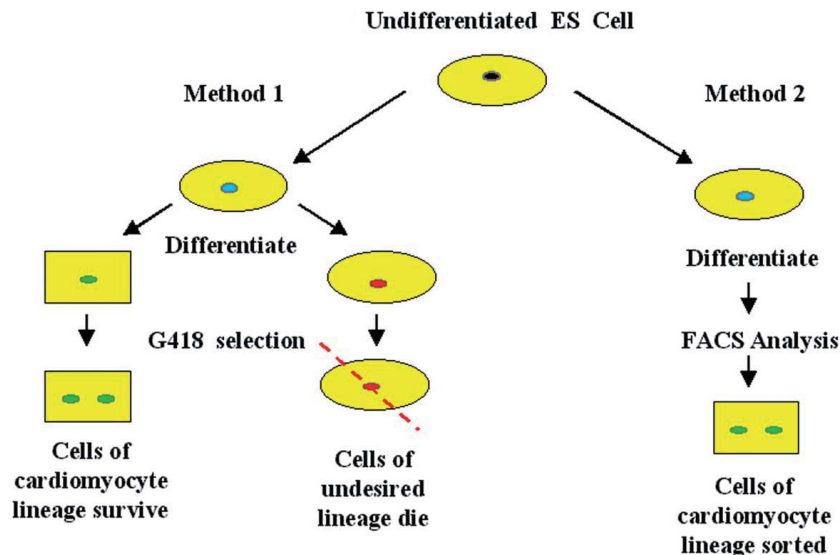 Undifferentiated ES Cell
Method 1
Method 2
Differentiate
Differentiate
G418 selection
FACS Analysis
Cells of
cardiomyocyte
lineage survive
Cells of
undesired
lineage die
Cells of
cardiomyocyte
lineage sorted